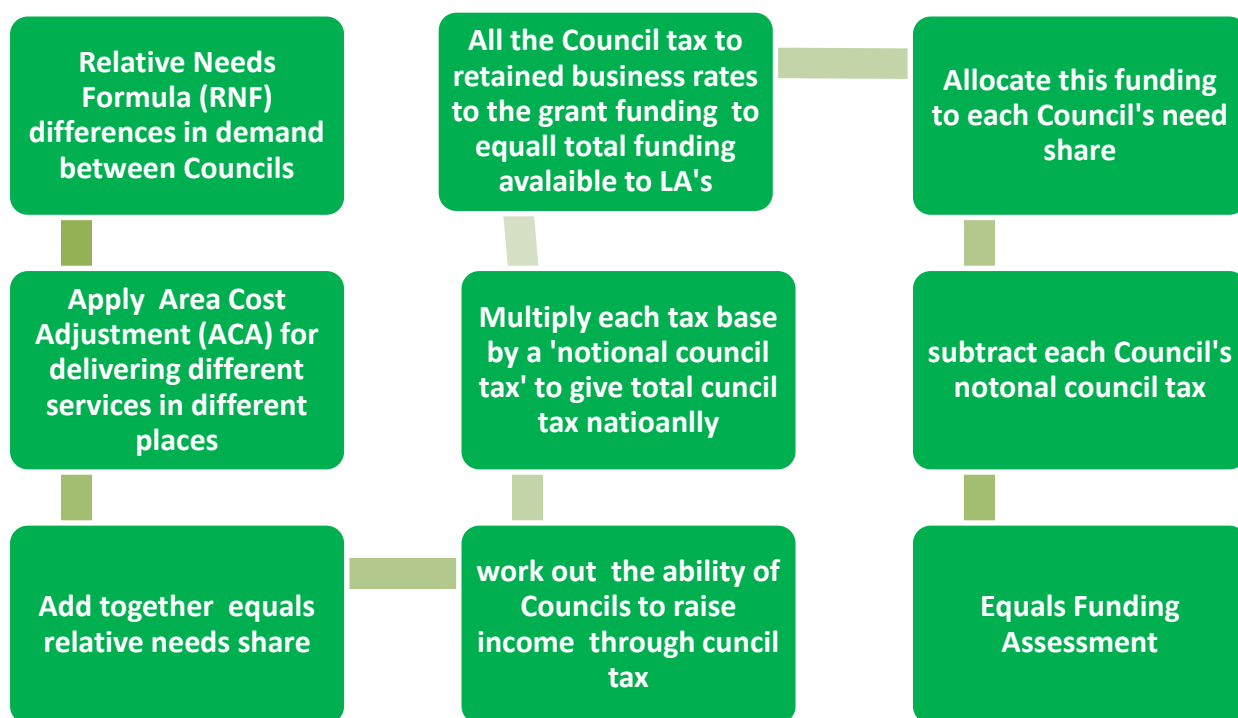 Relative Needs
Formula (RNF)
differences in demand
between Councils
Apply Area Cost
Adjustment (ACA) for
delivering different
services in different
places
Add together equals
relative needs share
work out the ability of
Councils to raise
income through cuncil
tax
Multiply each tax base
by a 'notional council
tax' to give total cuncil
tax natioanlly
All the Council tax to
retained business rates
to the grant funding to
equall total funding
avalaible to LA's
Allocate this funding
to each Council's need
share
subtract each Council's
notonal council tax
Equals Funding
Assessment